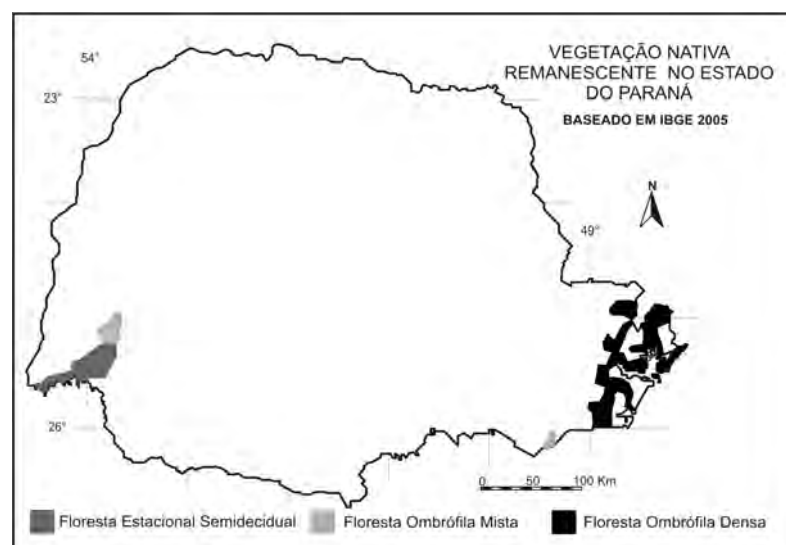 VEGETAÇÃO NATIVA
REMANESCENTE NO ESTADO
DO PARANÁ
BASEADO EM IBGE 2005
54°
23°
N
49°
26°
0 50 100 Km
Floresta Estacional Semidecidual
Floresta Ombrófila Mista
Floresta Ombrófila Densa